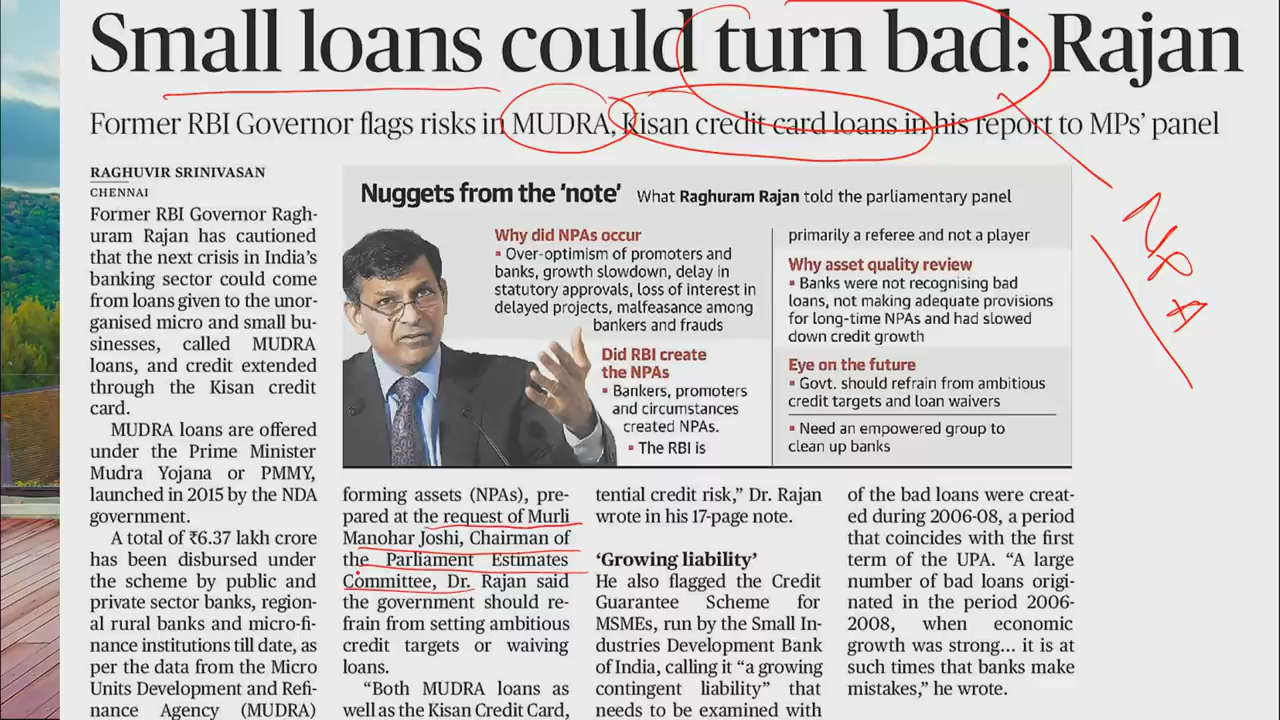 Small loans could turn bad: Rajan
Former RBI Governor flags risks in MUDRA, Kisan credit card loans in his report to MPs’ panel
RAGHUVIR SRINIVASAN
CHENNAI
Former RBI Governor Ragh-
uram Rajan has cautioned
that the next crisis in India’s
banking sector could come
from loans given to the unor-
ganised micro and small bu-
sinesses, called MUDRA
loans, and credit extended
through the Kisan credit
card.
MUDRA loans are offered
under the Prime Minister
Mudra Yojana or PMMY,
launched in 2015 by the NDA
government.
A total of ₹6.37 lakh crore
has been disbursed under
the scheme by public and
private sector banks, region-
al rural banks and micro-fi-
nance institutions till date, as
per the data from the Micro
Units Development and Refi-
nance Agency (MUDRA)
Nuggets from the ‘note’ What Raghuram Rajan told the parliamentary panel
Why did NPAs occur
▪ Over-optimism of promoters and
banks, growth slowdown, delay in
statutory approvals, loss of interest in
delayed projects, malfeasance among
bankers and frauds
Did RBI create
the NPAs
▪ Bankers, promoters
and circumstances
created NPAs.
▪ The RBI is
primarily a referee and not a player
Why asset quality review
▪ Banks were not recognising bad
loans, not making adequate provisions
for long-time NPAs and had slowed
down credit growth
Eye on the future
▪ Govt. should refrain from ambitious
credit targets and loan waivers
▪ Need an empowered group to
clean up banks
NPA
forming assets (NPAs), pre-
pared at the request of Murli
Manohar Joshi, Chairman of
the Parliament Estimates
Committee, Dr. Rajan said
the government should re-
frain from setting ambitious
credit targets or waiving
loans.
“Both MUDRA loans as
well as the Kisan Credit Card,
tential credit risk,” Dr. Rajan
wrote in his 17-page note.
‘Growing liability’
He also flagged the Credit
Guarantee Scheme for
MSMEs, run by the Small In-
dustries Development Bank
of India, calling it “a growing
contingent liability” that
needs to be examined with
of the bad loans were creat-
ed during 2006-08, a period
that coincides with the first
term of the UPA. “A large
number of bad loans origi-
nated in the period 2006-
2008, when economic
growth was strong... it is at
such times that banks make
mistakes,” he wrote.